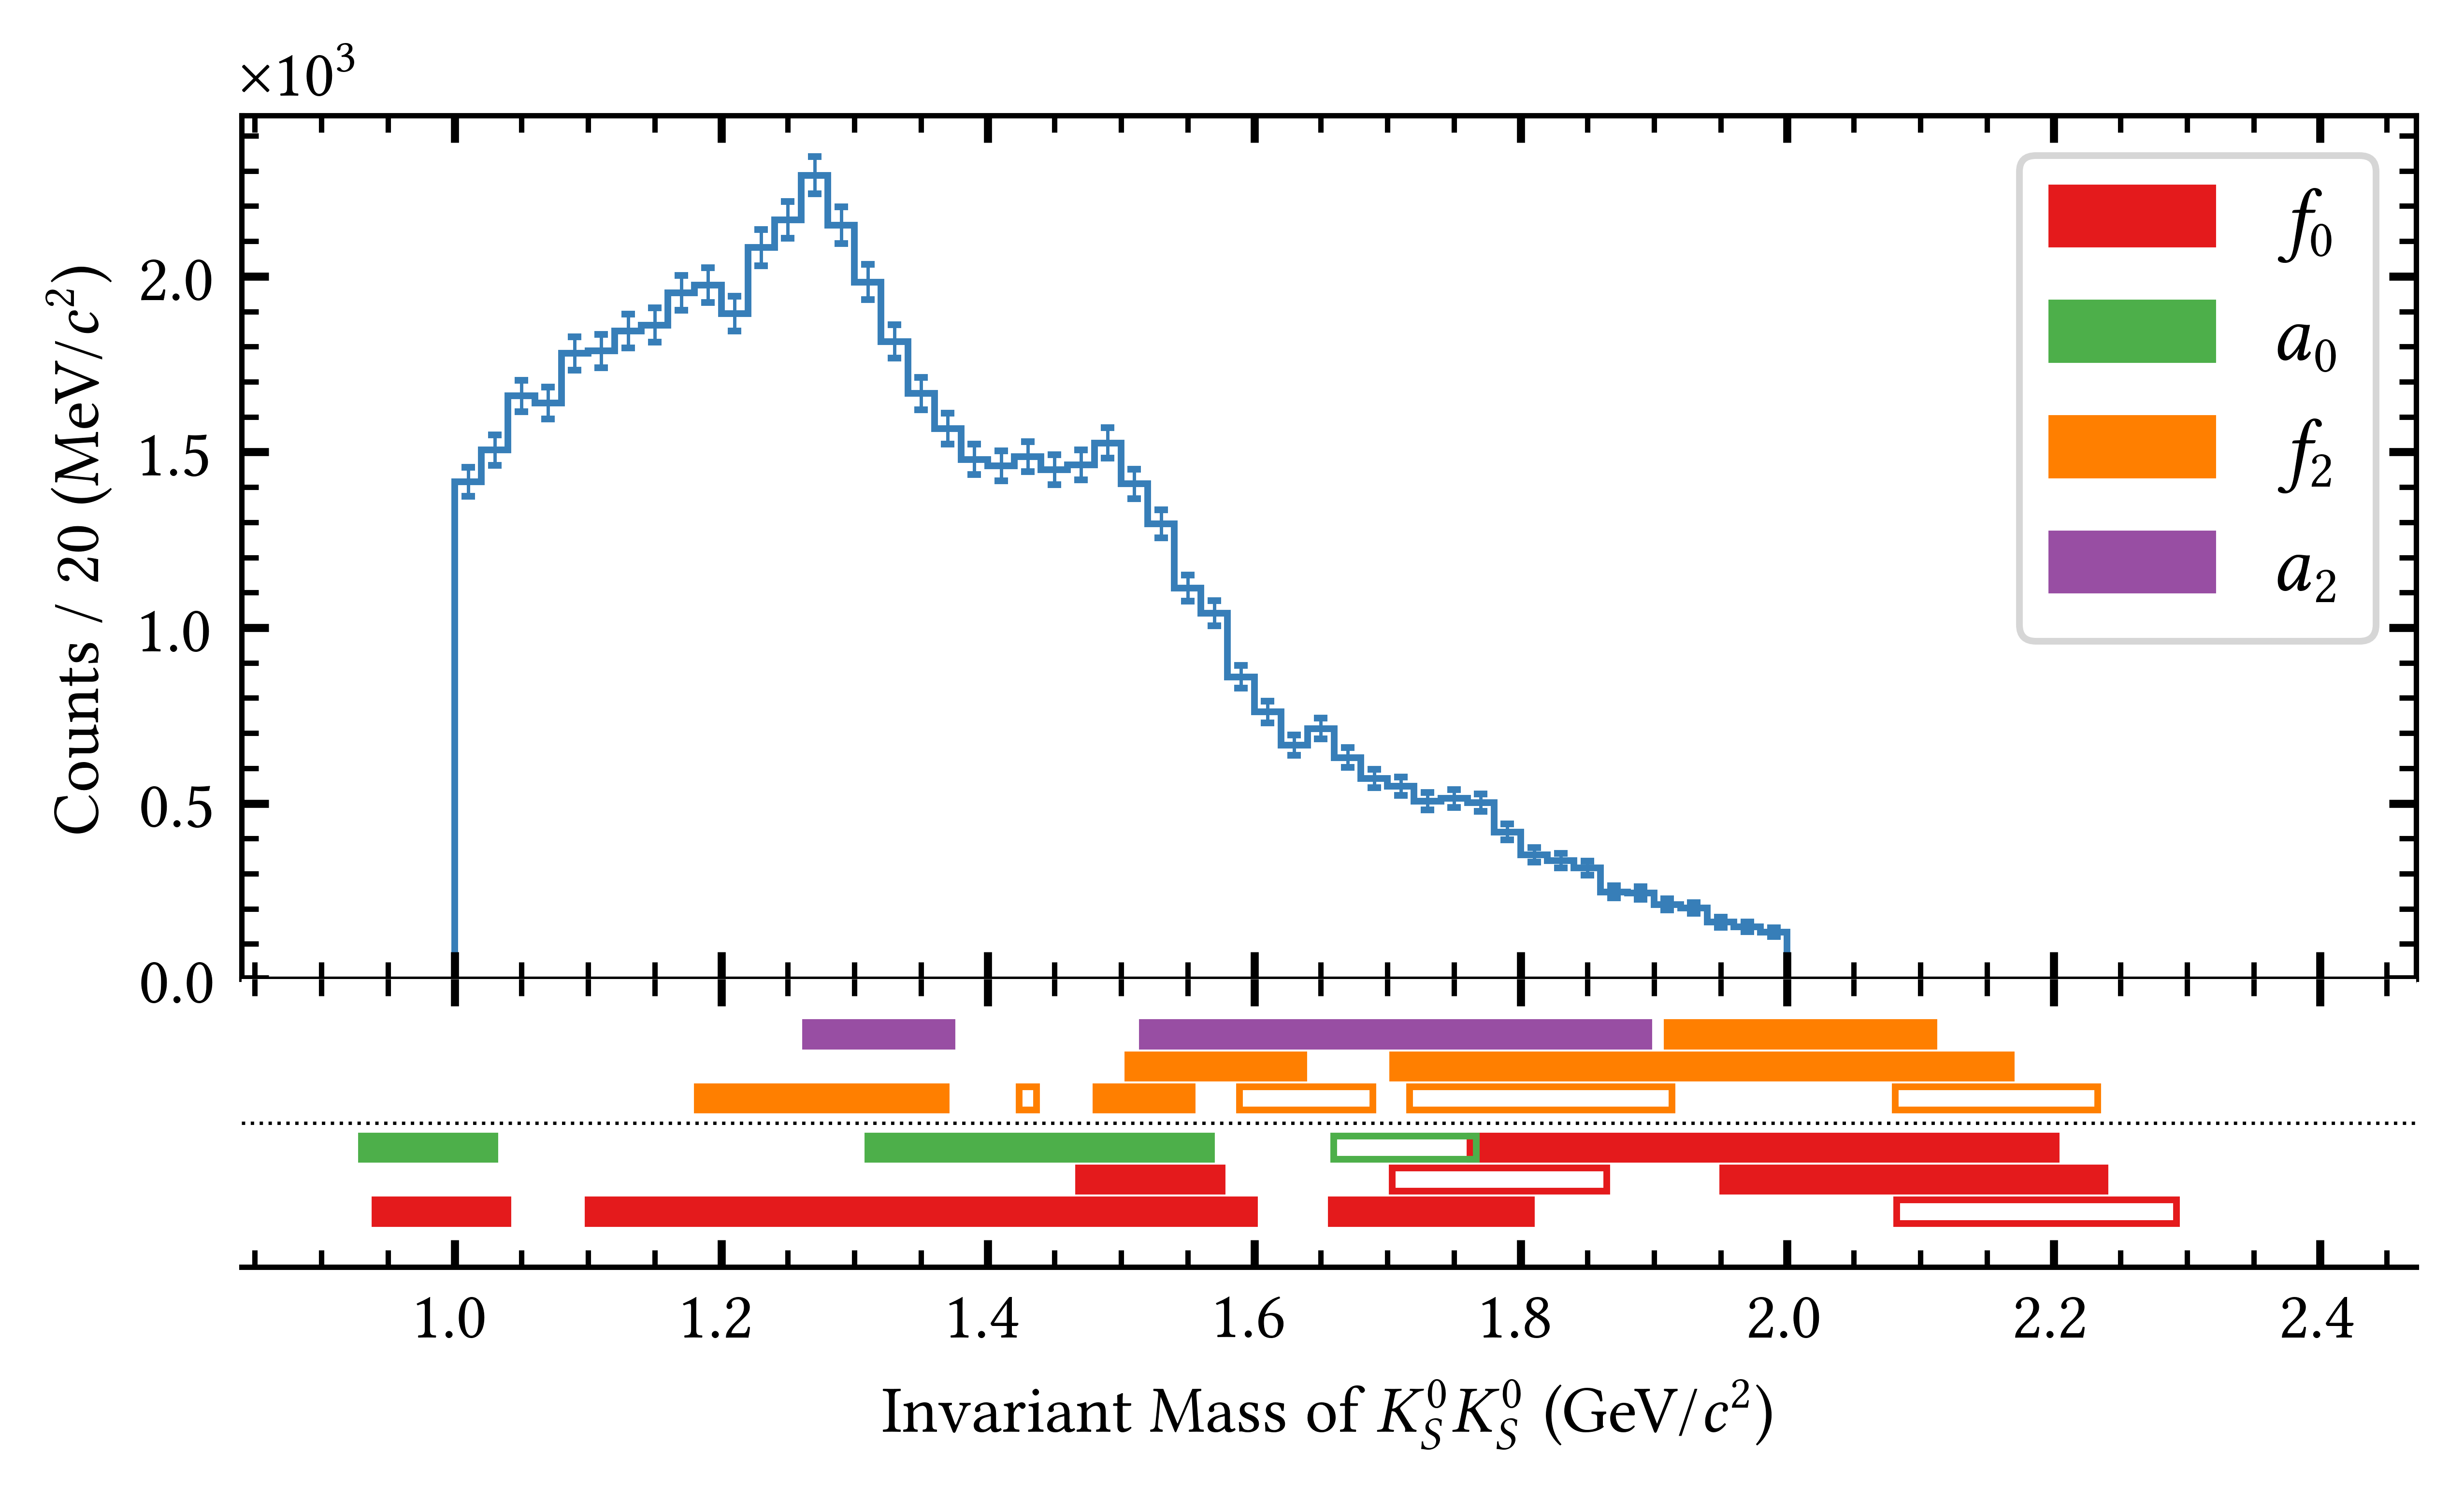 ×10³
Counts / 20 (MeV/c²)
2.0
1.5
1.0
0.5
0.0
f₀
a₀
f₂
a₂
1.0 1.2 1.4 1.6 1.8 2.0 2.2 2.4
Invariant Mass of K⁰_S K⁰_S (GeV/c²)